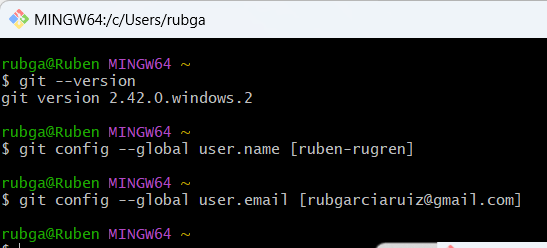 MINGW64:/c/Users/rubga
rubga@Ruben MINGW64 ~
$ git --version
git version 2.42.0.windows.2
rubga@Ruben MINGW64 ~
$ git config --global user.name [ruben-rugren]
rubga@Ruben MINGW64 ~
$ git config --global user.email [rubgarciaruiz@gmail.com]
rubga@Ruben MINGW64 ~
$